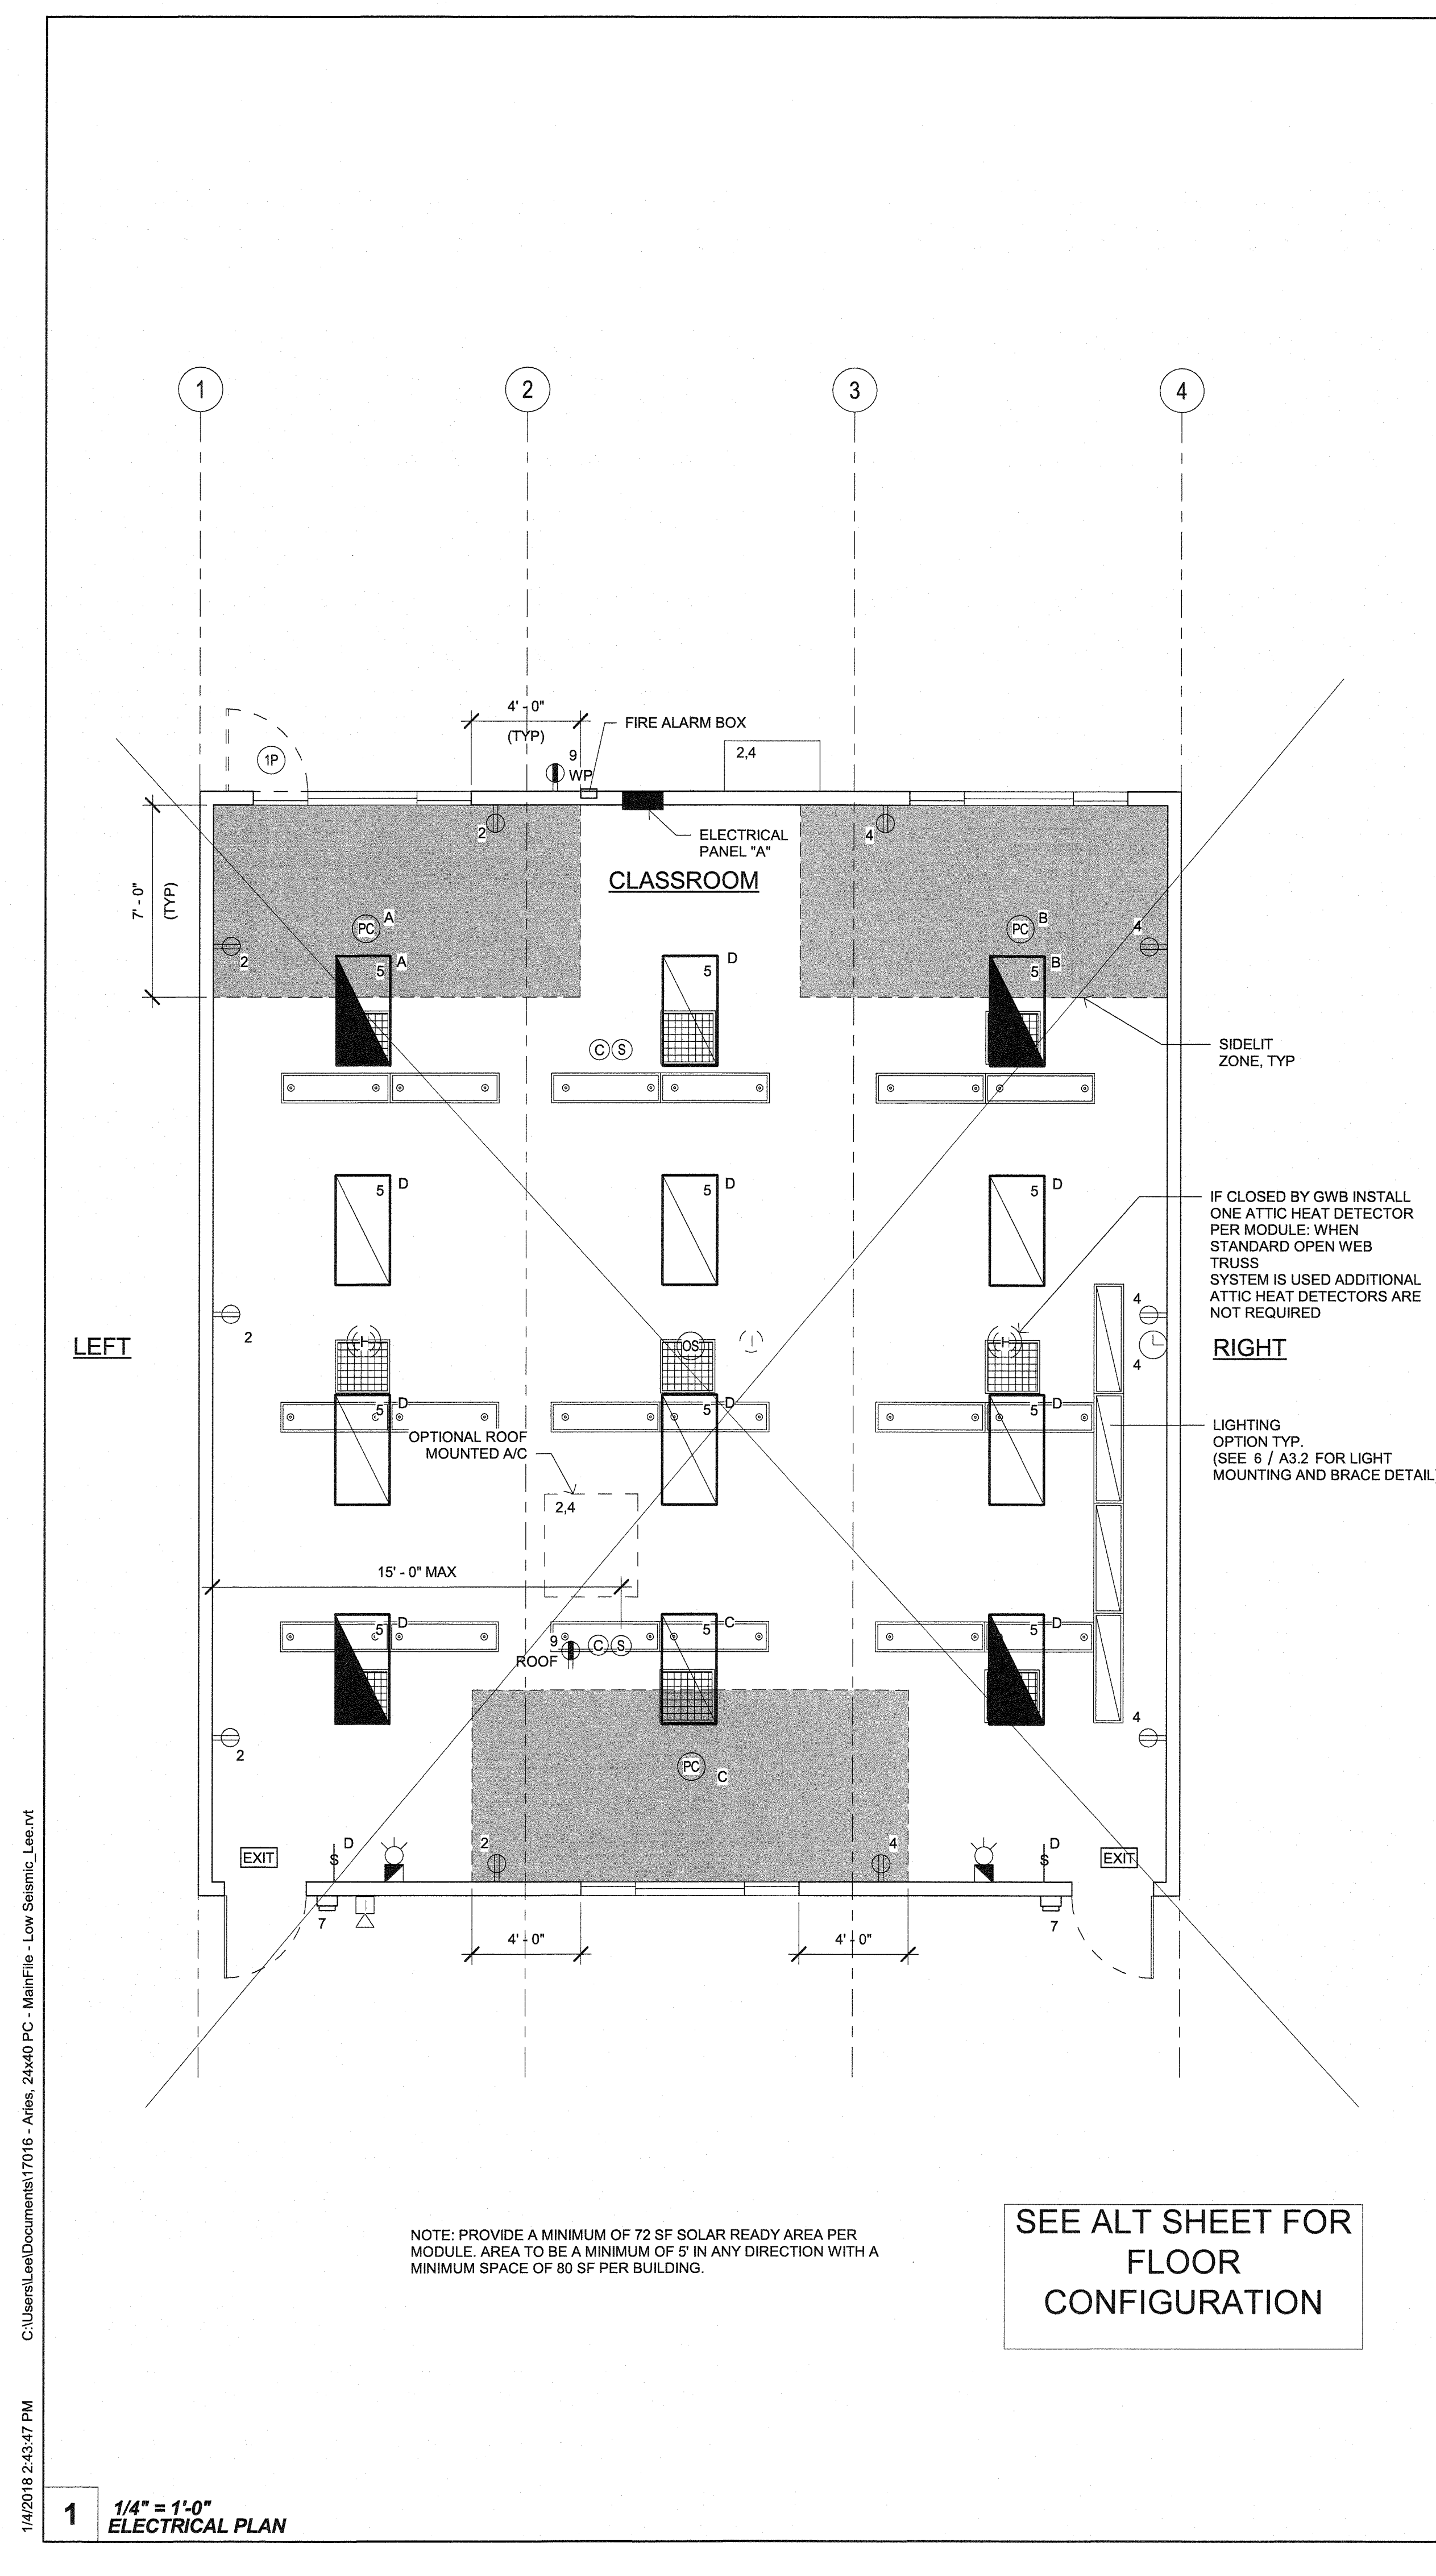 1
2
3
4
4' - 0"
(TYP)
FIRE ALARM BOX
9
WP
2,4
1P
2
4
ELECTRICAL
PANEL "A"
CLASSROOM
7' - 0"
(TYP)
PC
A
PC
B
4
2
A
5
D
5
B
5
SIDELIT
ZONE, TYP
C
S
5
D
5
D
5
D
IF CLOSED BY GWB INSTALL
ONE ATTIC HEAT DETECTOR
PER MODULE: WHEN
STANDARD OPEN WEB
TRUSS
SYSTEM IS USED ADDITIONAL
ATTIC HEAT DETECTORS ARE
NOT REQUIRED
4
2
LEFT
H
OS
I
H
4
RIGHT
5
D
5
D
5
D
LIGHTING
OPTION TYP.
(SEE 6 / A3.2 FOR LIGHT
MOUNTING AND BRACE DETAIL)
OPTIONAL ROOF
MOUNTED A/C
2,4
15' - 0" MAX
5
D
5
C
5
D
9
ROOF
C
S
4
2
PC
C
EXIT
D
S
2
4
D
S
EXIT
7
7
4' - 0"
4' - 0"
NOTE: PROVIDE A MINIMUM OF 72 SF SOLAR READY AREA PER
MODULE. AREA TO BE A MINIMUM OF 5' IN ANY DIRECTION WITH A
MINIMUM SPACE OF 80 SF PER BUILDING.
SEE ALT SHEET FOR
FLOOR
CONFIGURATION
1
1/4" = 1'-0"
ELECTRICAL PLAN
1/4/2018 2:43:47 PM C:\Users\Lee\Documents\17016 - Aries, 24x40 PC - MainFile - Low Seismic_Lee.rvt